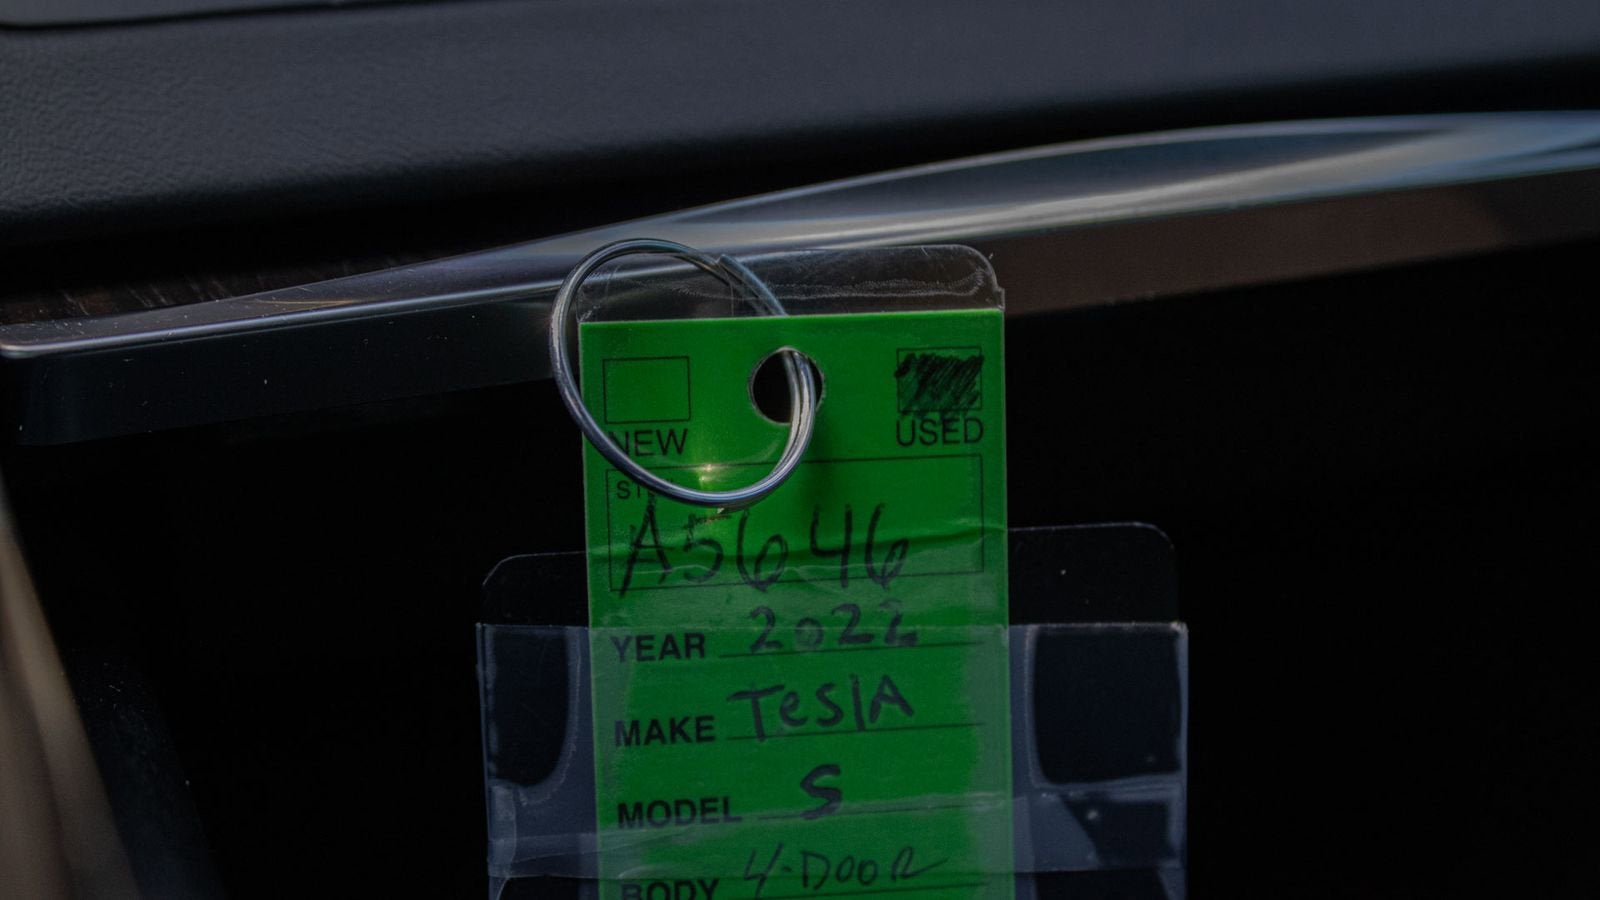 NEW USED
A5646
YEAR 2022
MAKE TeslA
MODEL S
BODY 4-DOOR